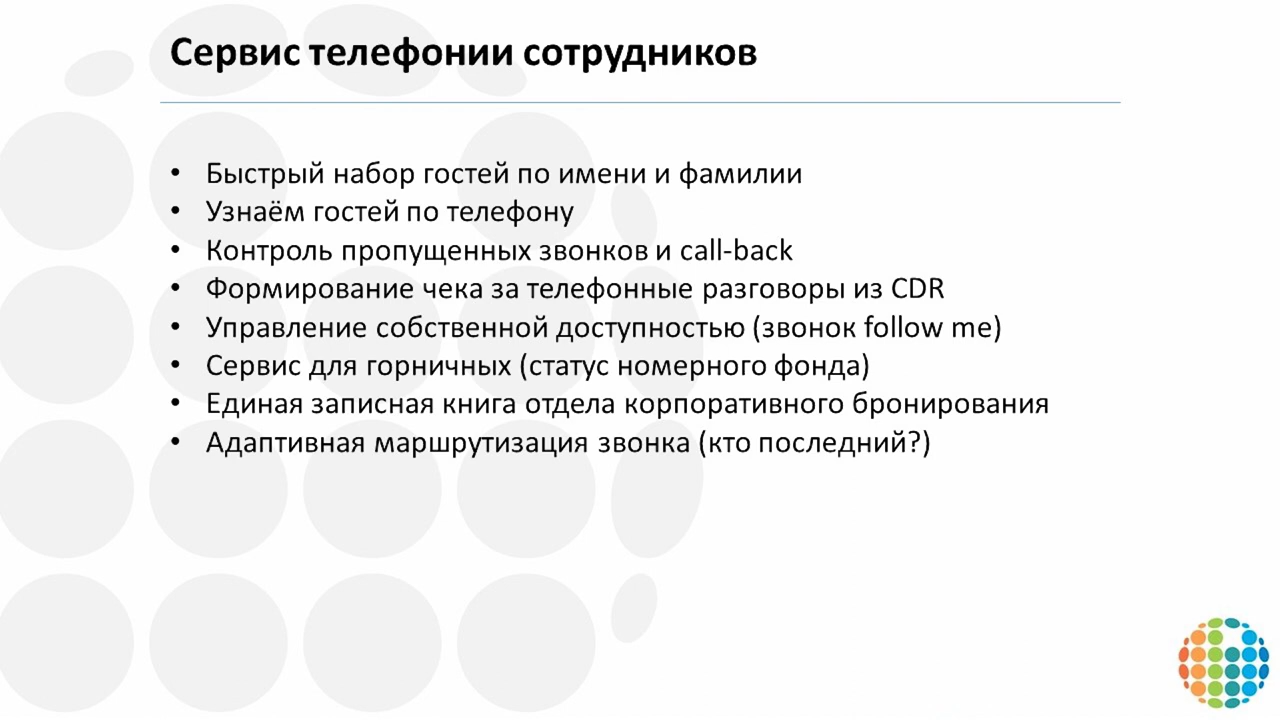 Сервис телефонии сотрудников
• Быстрый набор гостей по имени и фамилии
• Узнаём гостей по телефону
• Контроль пропущенных звонков и call-back
• Формирование чека за телефонные разговоры из CDR
• Управление собственной доступностью (звонок follow me)
• Сервис для горничных (статус номерного фонда)
• Единая записная книга отдела корпоративного бронирования
• Адаптивная маршрутизация звонка (кто последний?)